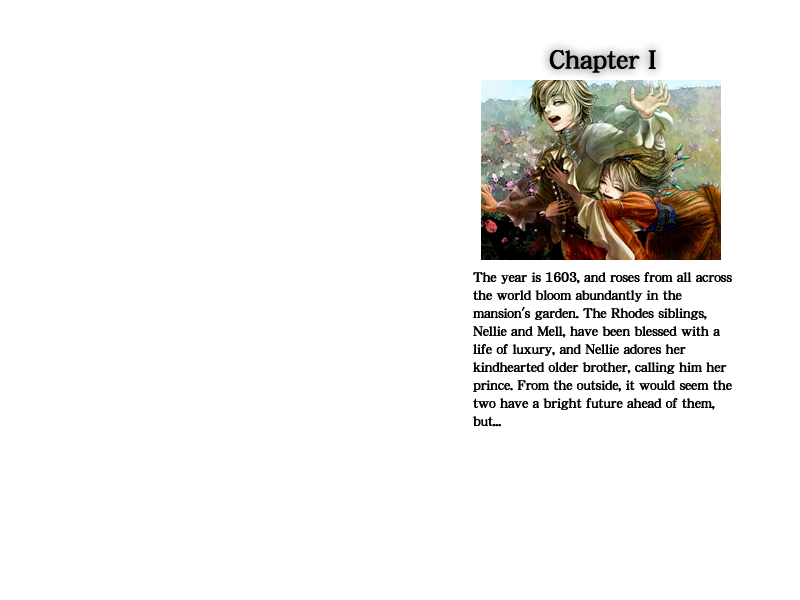 Chapter I
The year is 1603, and roses from all across
the world bloom abundantly in the
mansion's garden. The Rhodes siblings,
Nellie and Mell, have been blessed with a
life of luxury, and Nellie adores her
kindhearted older brother, calling him her
prince. From the outside, it would seem the
two have a bright future ahead of them,
but...